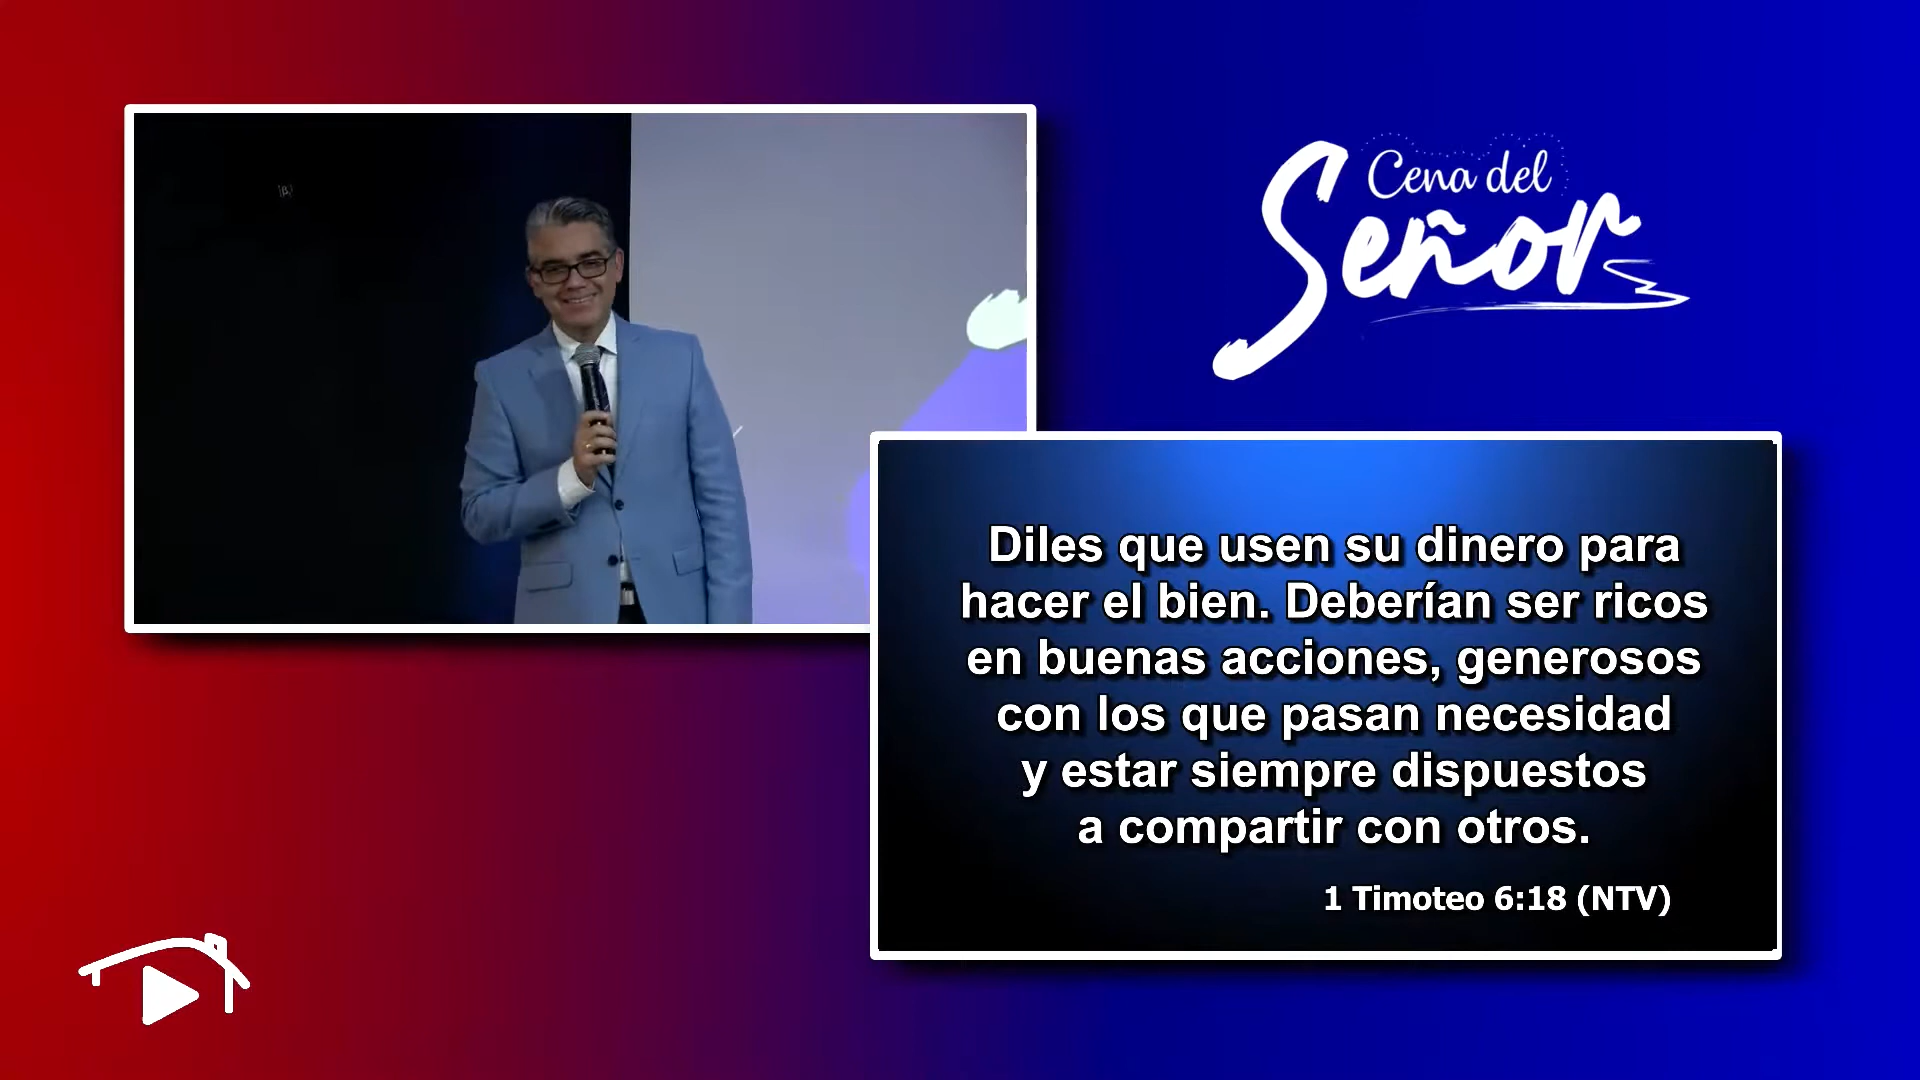 Cena del
Señor
Diles que usen su dinero para
hacer el bien. Deberían ser ricos
en buenas acciones, generosos
con los que pasan necesidad
y estar siempre dispuestos
a compartir con otros.
1 Timoteo 6:18 (NTV)